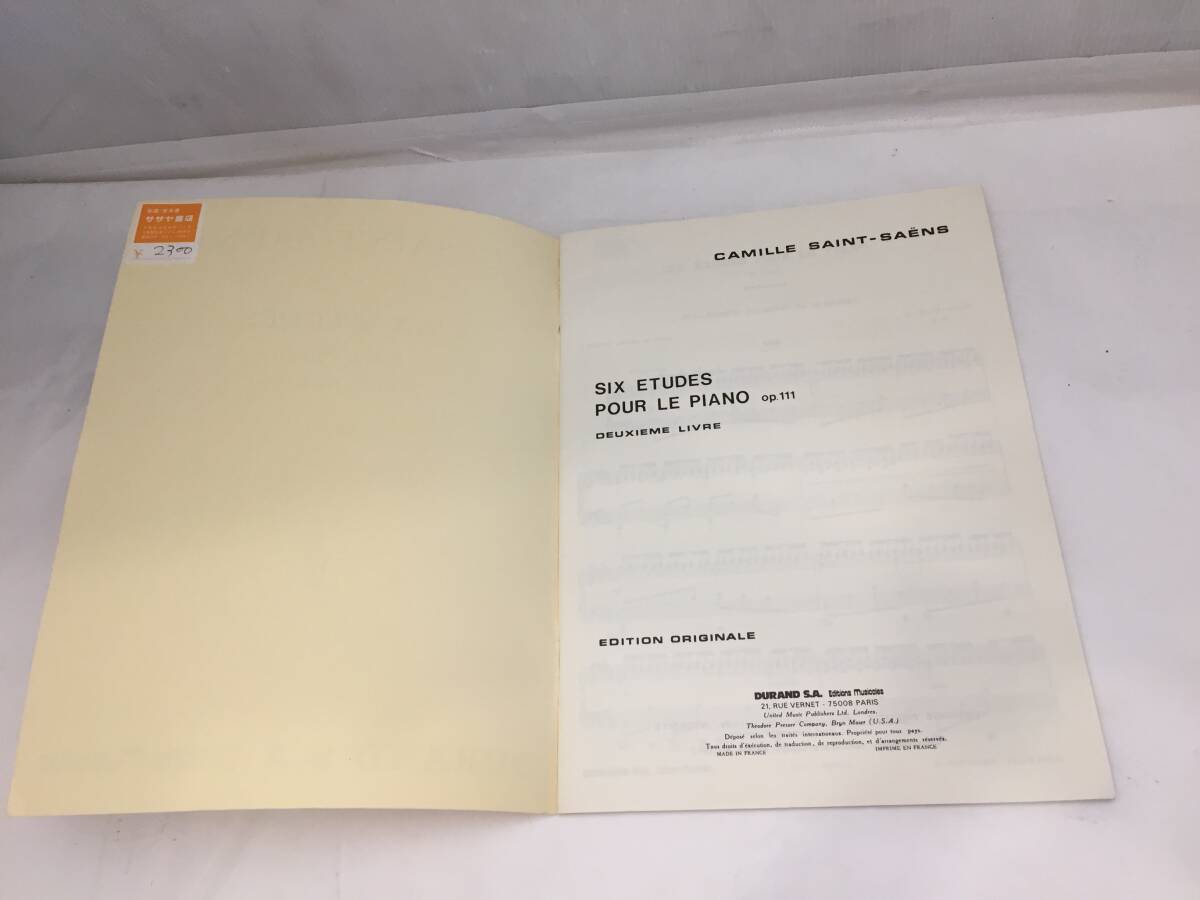 ササヤ書店
¥ 2300
CAMILLE SAINT-SAËNS
SIX ETUDES
POUR LE PIANO op.111
DEUXIEME LIVRE
EDITION ORIGINALE
DURAND S.A. Editions Musicales
21, RUE VERNET - 75008 PARIS
United Music Publishers Ltd. Londres.
Theodore Presser Company, Bryn Mawr (U.S.A.)
Déposé selon les traités internationaux. Propriété pour tous pays.
Tous droits d'exécution, de traduction, de reproduction, et d'arrangements réservés.
MADE IN FRANCE IMPRIMÉ EN FRANCE